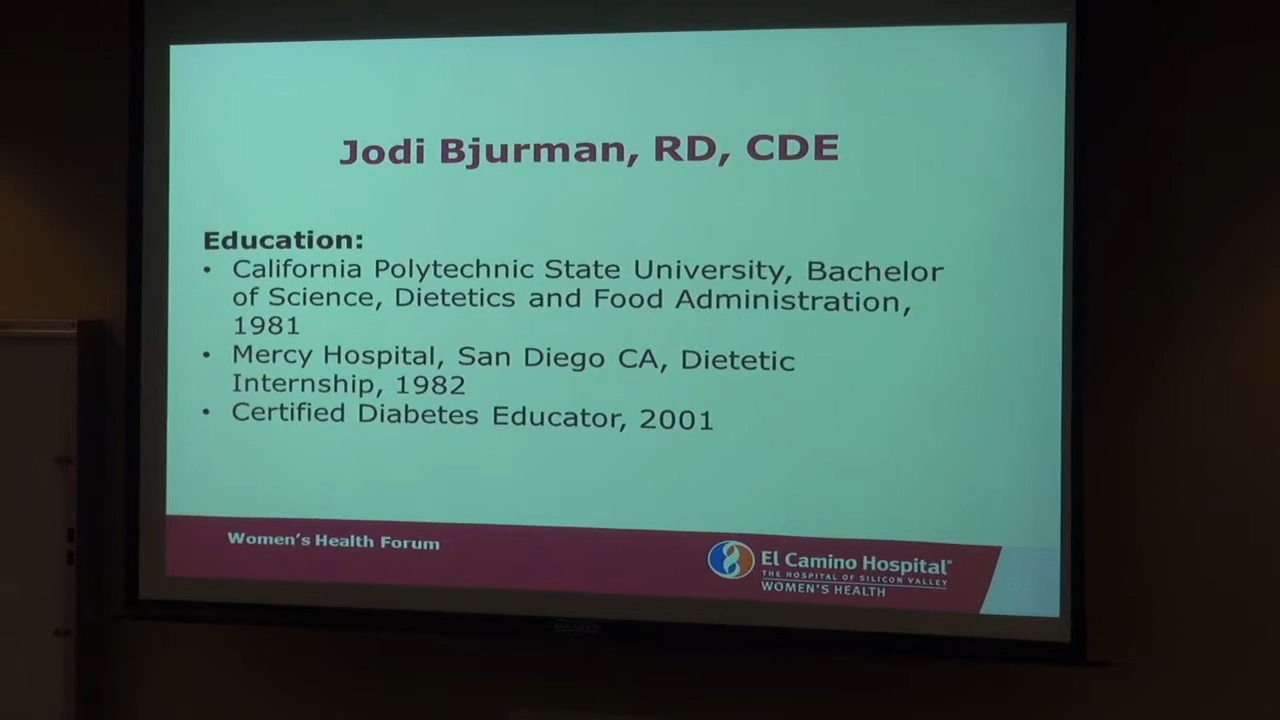 Jodi Bjurman, RD, CDE
Education:
• California Polytechnic State University, Bachelor
of Science, Dietetics and Food Administration,
1981
• Mercy Hospital, San Diego CA, Dietetic
Internship, 1982
• Certified Diabetes Educator, 2001
Women's Health Forum
El Camino Hospital®
THE HOSPITAL OF SILICON VALLEY
WOMEN'S HEALTH